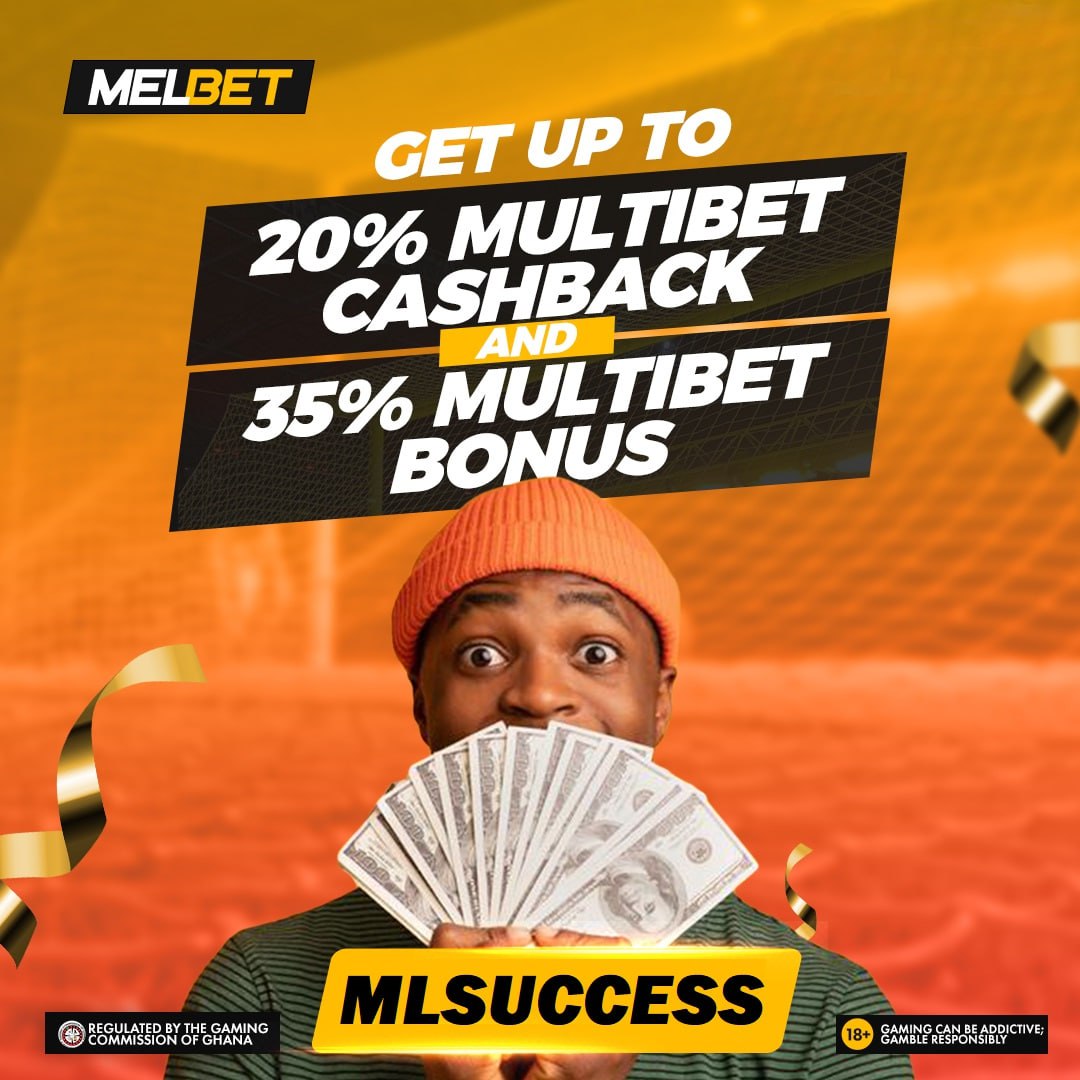 MELBET
GET UP TO
20% MULTIBET
CASHBACK
AND
35% MULTIBET
BONUS
MLSUCCESS
REGULATED BY THE GAMING
COMMISSION OF GHANA
18+
GAMING CAN BE ADDICTIVE;
GAMBLE RESPONSIBLY